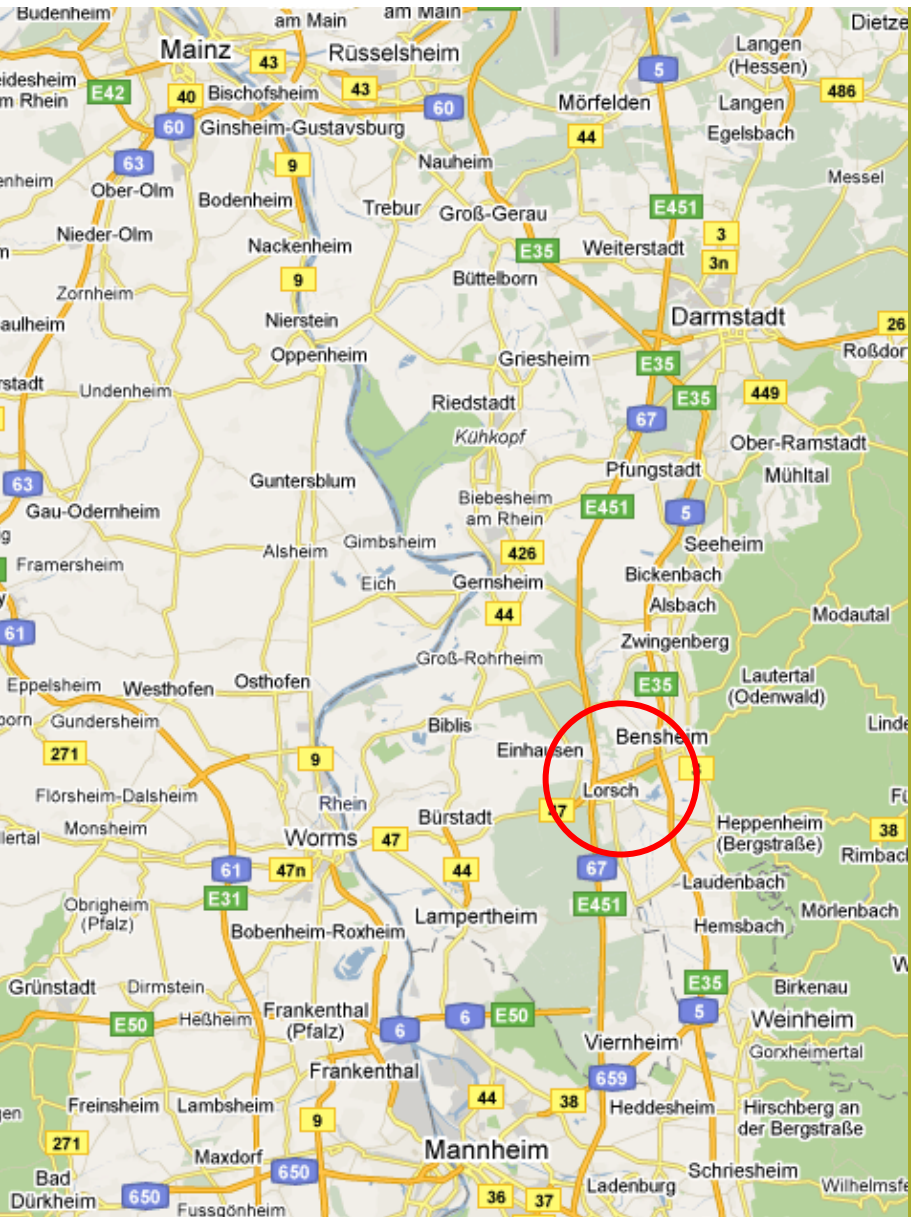 Budenheim
am Main
am Main
Dietze
Mainz
43
Rüsselsheim
5
Langen
(Hessen)
eidesheim
m Rhein
E42
40
Bischofsheim
43
60
Mörfelden
Langen
486
60
Ginsheim-Gustavsburg
44
Egelsbach
63
9
Nauheim
Messel
enheim
Ober-Olm
Bodenheim
Trebur
Groß-Gerau
E451
Nieder-Olm
Nackenheim
E35
Weiterstadt
3
3n
9
Büttelborn
Zornheim
aulheim
Nierstein
Darmstadt
26
Oppenheim
Griesheim
E35
Roßdor
rstadt
Undenheim
Riedstadt
E35
449
67
Kühkopf
Ober-Ramstadt
63
Guntersblum
Pfungstadt
Mühltal
Gau-Odernheim
Biebesheim
am Rhein
E451
5
g
Alsheim
Gimbsheim
426
Seeheim
Framersheim
Eich
Gernsheim
Bickenbach
y
44
Alsbach
Modautal
61
Zwingenberg
Groß-Rohrheim
Eppelsheim
Westhofen
Osthofen
E35
Lautertal
(Odenwald)
born
Gundersheim
Biblis
Linde
271
9
Einhausen
Bensheim
Flörsheim-Dalsheim
Rhein
Lorsch
Fü
Monsheim
Bürstadt
47
Heppenheim
(Bergstraße)
38
llertal
Worms
47
Rimbach
61
47n
44
67
Laudenbach
Obrigheim
(Pfalz)
E31
Lampertheim
E451
Mörlenbach
Bobenheim-Roxheim
Hemsbach
W
Grünstadt
Dirmstein
E35
Birkenau
E50
Heßheim
Frankenthal
(Pfalz)
6
6
E50
5
Weinheim
Viernheim
Gorxheimertal
Frankenthal
659
Freinsheim
Lambsheim
44
38
Heddesheim
Hirschberg an
der Bergstraße
gen
9
271
Maxdorf
Mannheim
Bad
Dürkheim
650
650
Schriesheim
Fussgönheim
36
37
Ladenburg
Wilhelmsfe